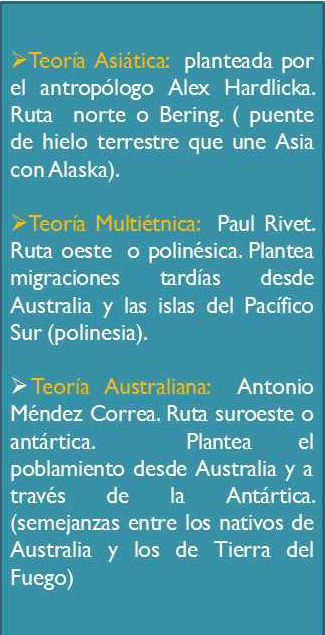 ➢Teoría Asiática: planteada por
el antropólogo Alex Hardlicka.
Ruta norte o Bering. ( puente
de hielo terrestre que une Asia
con Alaska).
➢Teoría Multiétnica: Paul Rivet.
Ruta oeste o polinésica. Plantea
migraciones tardías desde
Australia y las islas del Pacífico
Sur (polinesia).
➢Teoría Australiana: Antonio
Méndez Correa. Ruta suroeste o
antártica. Plantea el
poblamiento desde Australia y a
través de la Antártica.
(semejanzas entre los nativos de
Australia y los de Tierra del
Fuego)